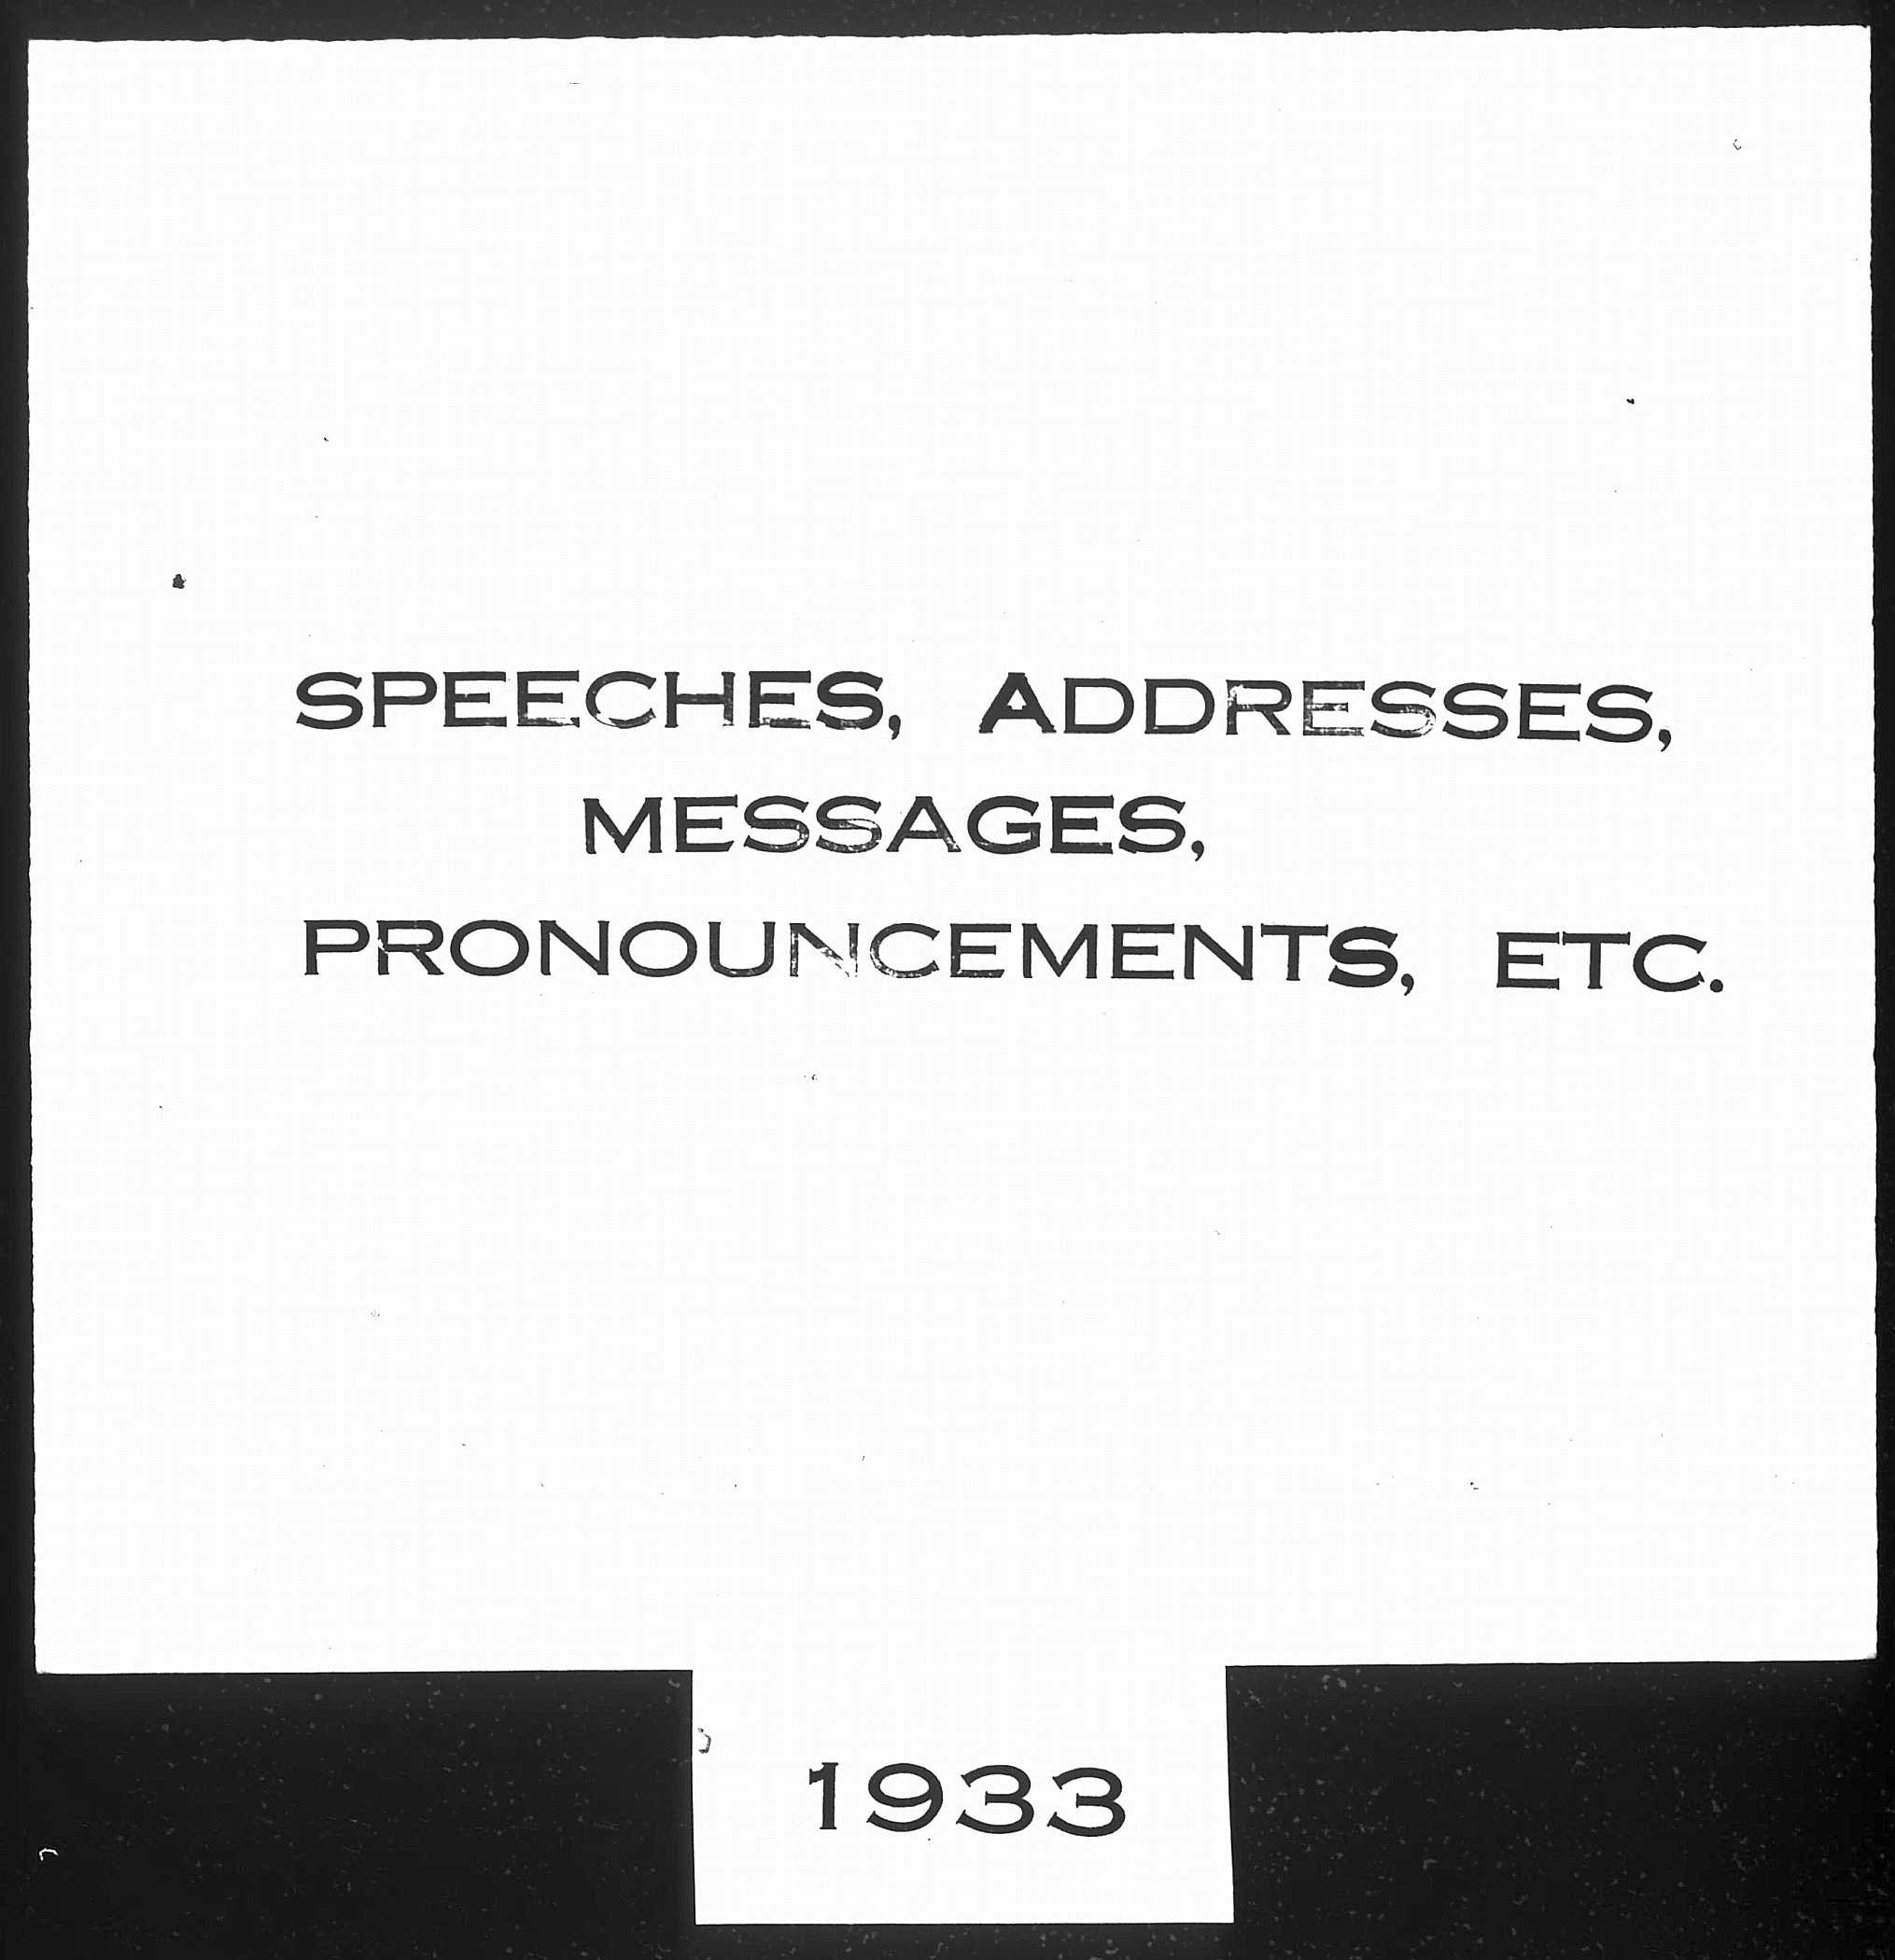 SPEECHES, ADDRESSES,
MESSAGES,
PRONOUNCEMENTS, ETC.
1933